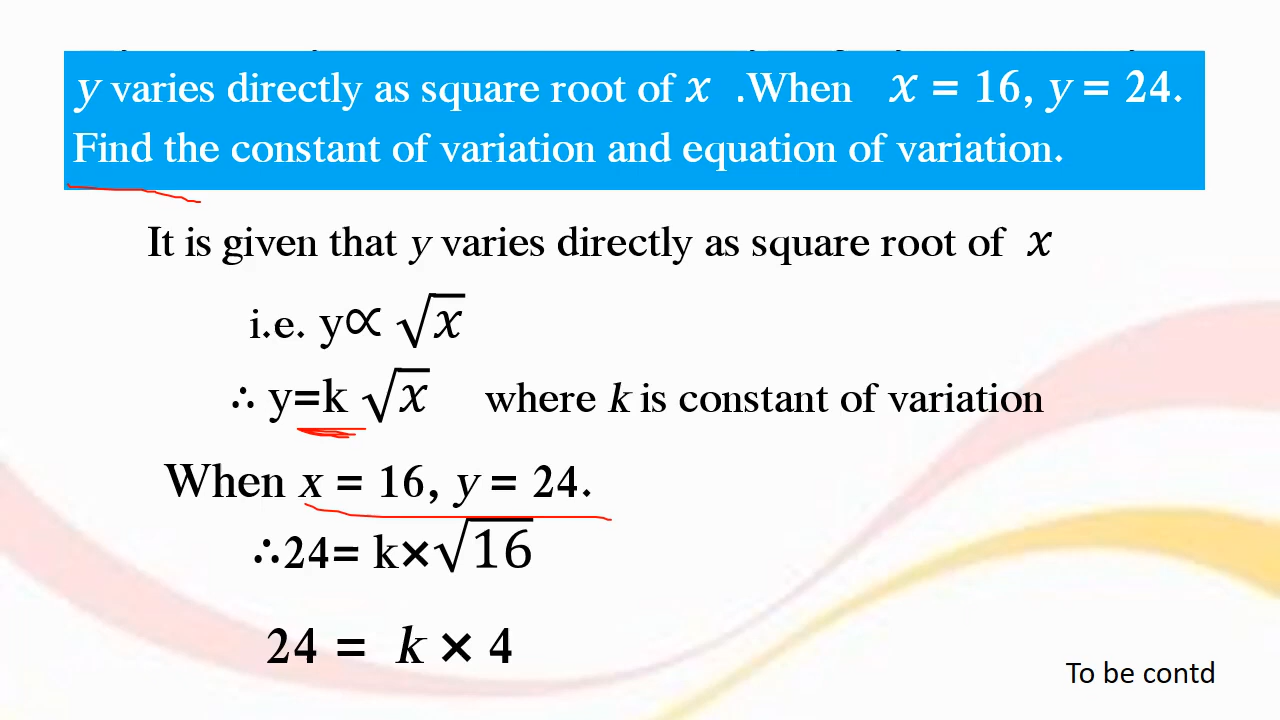 y varies directly as square root of x .When x = 16, y = 24.
Find the constant of variation and equation of variation.
It is given that y varies directly as square root of x
i.e. y∝ √x
∴ y=k √x where k is constant of variation
When x = 16, y = 24.
∴24= k×√16
24 = k × 4
To be contd